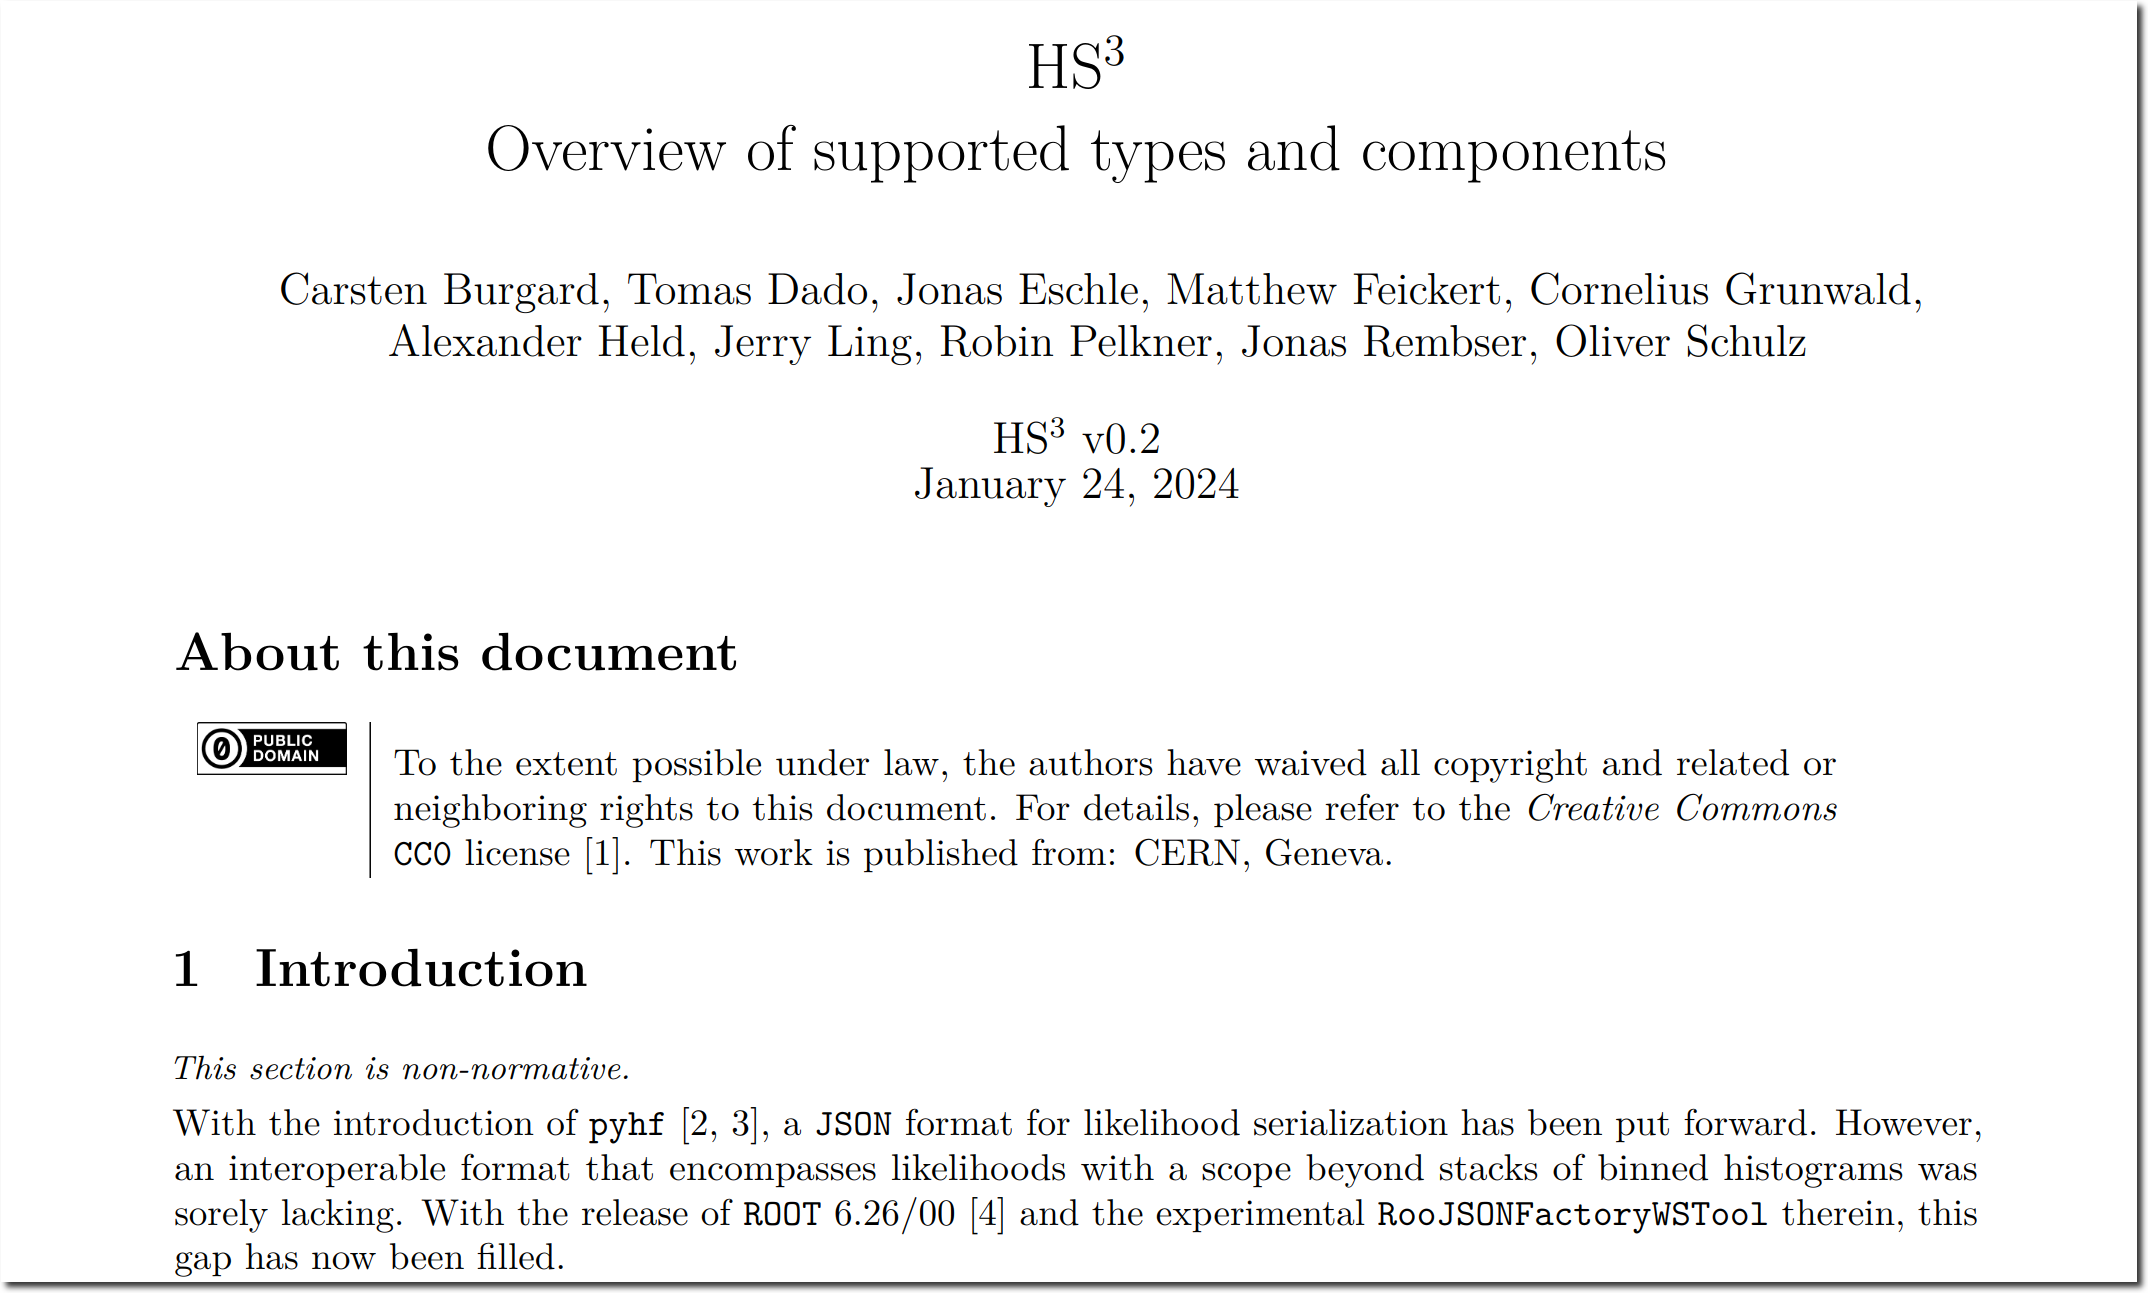 HS³
Overview of supported types and components
Carsten Burgard, Tomas Dado, Jonas Eschle, Matthew Feickert, Cornelius Grunwald,
Alexander Held, Jerry Ling, Robin Pelkner, Jonas Rembser, Oliver Schulz
HS³ v0.2
January 24, 2024
About this document
0 PUBLIC
DOMAIN
To the extent possible under law, the authors have waived all copyright and related or
neighboring rights to this document. For details, please refer to the Creative Commons
CC0 license [1]. This work is published from: CERN, Geneva.
1 Introduction
This section is non-normative.
With the introduction of pyhf [2, 3], a JSON format for likelihood serialization has been put forward. However,
an interoperable format that encompasses likelihoods with a scope beyond stacks of binned histograms was
sorely lacking. With the release of ROOT 6.26/00 [4] and the experimental RooJSONFactoryWSTool therein, this
gap has now been filled.